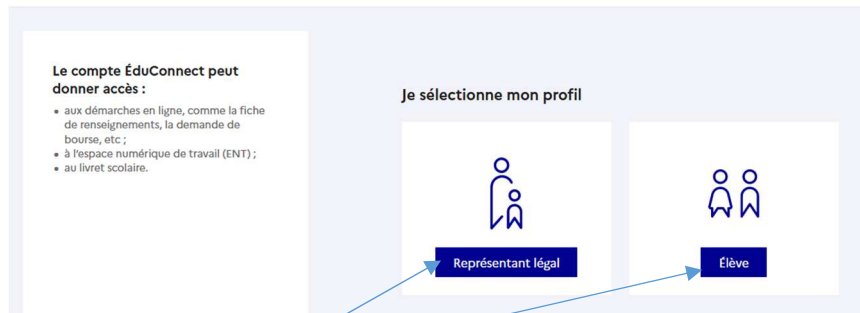 Le compte ÉduConnect peut
donner accès :
• aux démarches en ligne, comme la fiche
de renseignements, la demande de
bourse, etc ;
• à l'espace numérique de travail (ENT) ;
• au livret scolaire.
Je sélectionne mon profil
Représentant légal
Élève